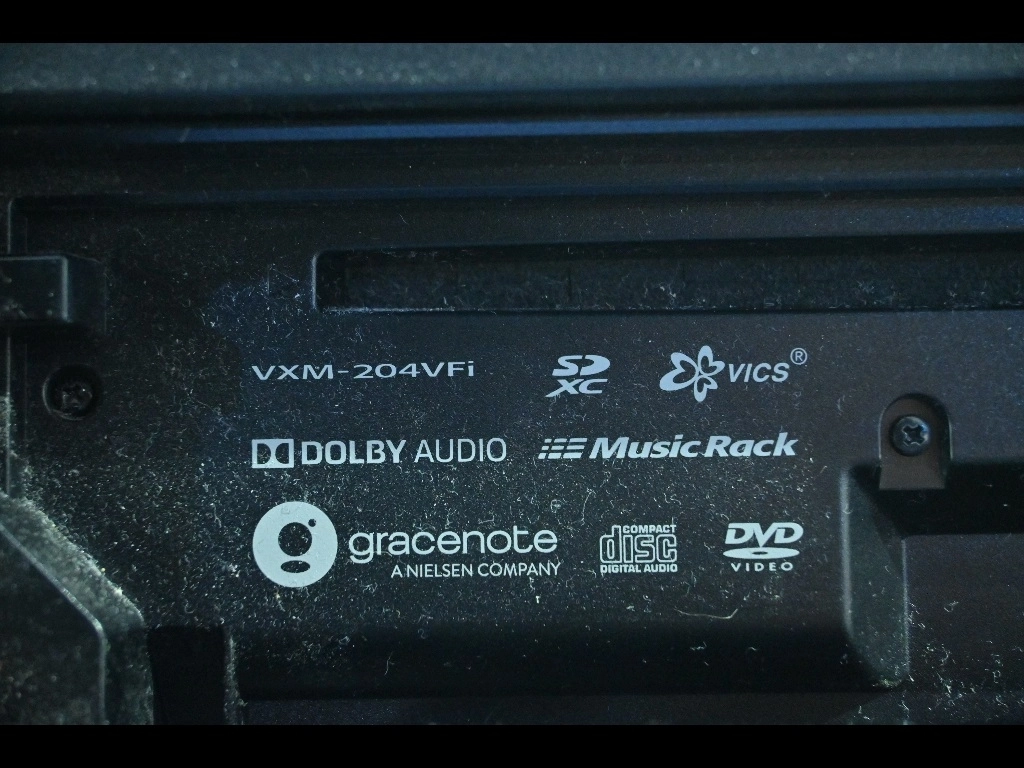 VXM-204VFi SD XC VICS®
DOLBY AUDIO Music Rack
gracenote COMPACT disc DIGITAL AUDIO DVD VIDEO
A NIELSEN COMPANY